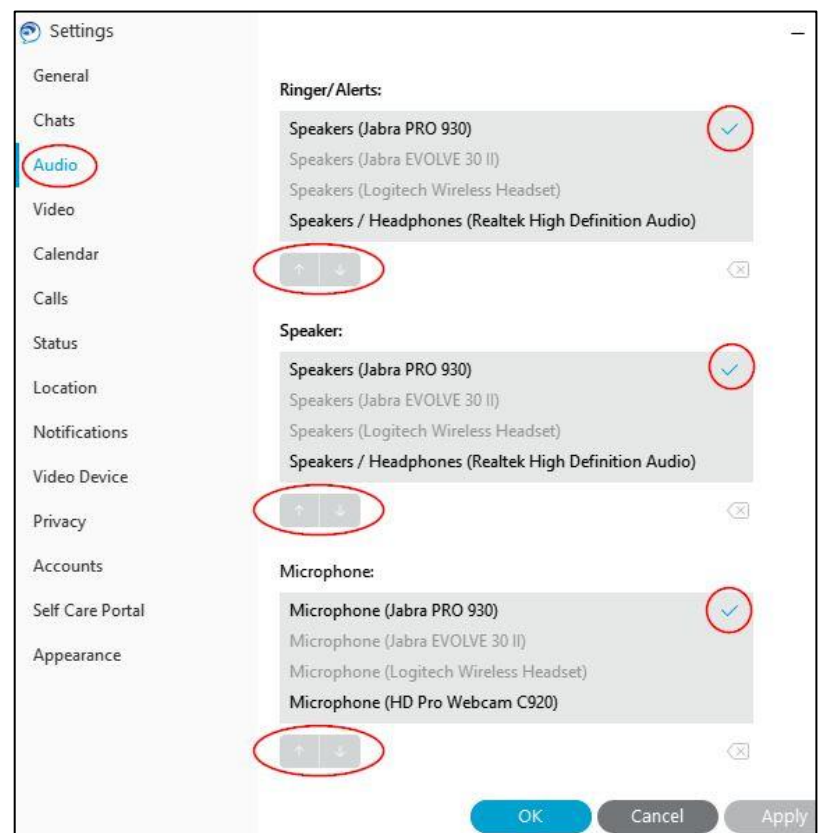 Settings
General
Chats
Audio
Video
Calendar
Calls
Status
Location
Notifications
Video Device
Privacy
Accounts
Self Care Portal
Appearance
Ringer/Alerts:
Speakers (Jabra PRO 930)
Speakers (Jabra EVOLVE 30 II)
Speakers (Logitech Wireless Headset)
Speakers / Headphones (Realtek High Definition Audio)
Speaker:
Speakers (Jabra PRO 930)
Speakers (Jabra EVOLVE 30 II)
Speakers (Logitech Wireless Headset)
Speakers / Headphones (Realtek High Definition Audio)
Microphone:
Microphone (Jabra PRO 930)
Microphone (Jabra EVOLVE 30 II)
Microphone (Logitech Wireless Headset)
Microphone (HD Pro Webcam C920)
OK Cancel Apply